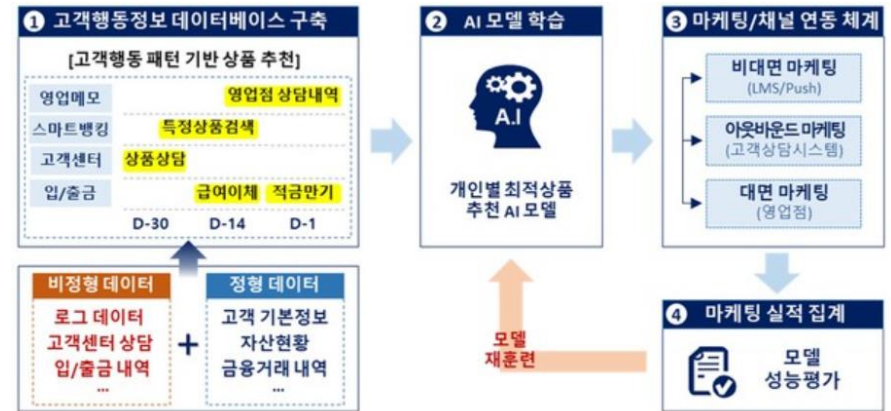 1 고객행동정보 데이터베이스 구축
[고객행동 패턴 기반 상품 추천]
영업메모
영업점 상담내역
스마트뱅킹
특정상품검색
고객센터
상품상담
입/출금
급여이체
적금만기
D-30
D-14
D-1
비정형 데이터
로그 데이터
고객센터 상담
입/출금 내역
...
+
정형 데이터
고객 기본정보
자산현황
금융거래 내역
...
2 AI 모델 학습
A.I
개인별 최적상품
추천 AI 모델
3 마케팅/채널 연동 체계
비대면 마케팅
(LMS/Push)
아웃바운드 마케팅
(고객상담시스템)
대면 마케팅
(영업점)
4 마케팅 실적 집계
모델
성능평가
모델
재훈련